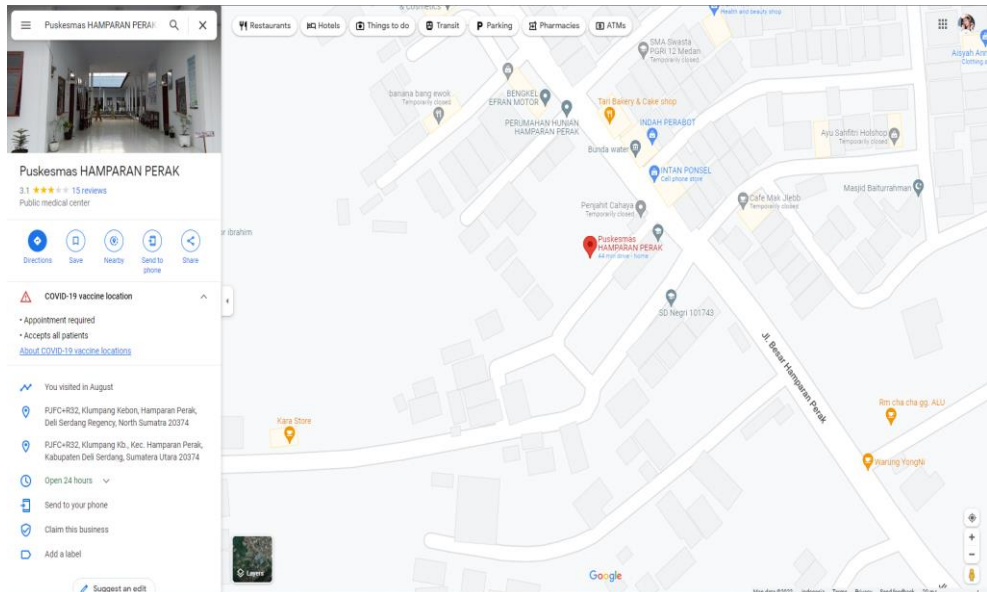 Puskesmas HAMPARAN PERAK
Puskesmas HAMPARAN PERAK
3.1
15 reviews
Public medical center
Directions
Save
Nearby
Send to
phone
Share
COVID-19 vaccine location
• Appointment required
• Accepts all patients
About COVID-19 vaccine locations
You visited in August
PJFC+R32, Klumpang Kebon, Hamparan Perak,
Deli Serdang Regency, North Sumatra 20374
PJFC+R32, Klumpang Kb., Kec. Hamparan Perak,
Kabupaten Deli Serdang, Sumatera Utara 20374
Open 24 hours
Send to your phone
Claim this business
Add a label
Suggest an edit
Restaurants
Hotels
Things to do
Transit
Parking
Pharmacies
ATMs
& Cosmetics
Health and beauty shop
SMA Swasta
PGRI 12 Medan
Temporarily closed
Aisyah
Clothing
banana bang ewok
Temporarily closed
BENGKEL
EFRAN MOTOR
Tari Bakery & Cake shop
PERUMAHAN HUNIAN
HAMPARAN PERAK
INDAH PERABOT
Ayu Sahfitri Holshop
Temporarily closed
Bunda water
INTAN PONSEL
Cell phone store
Masjid Baiturrahman
Cafe Mak Jlebb
Temporarily closed
Penjahit Cahaya
Temporarily closed
or ibrahim
Puskesmas
HAMPARAN PERAK
44 min drive - home
SD Negri 101743
Jl. Besar Hamparan Perak
Rm cha cha gg. ALU
Kara Store
Warung YongNi
Layers
Google